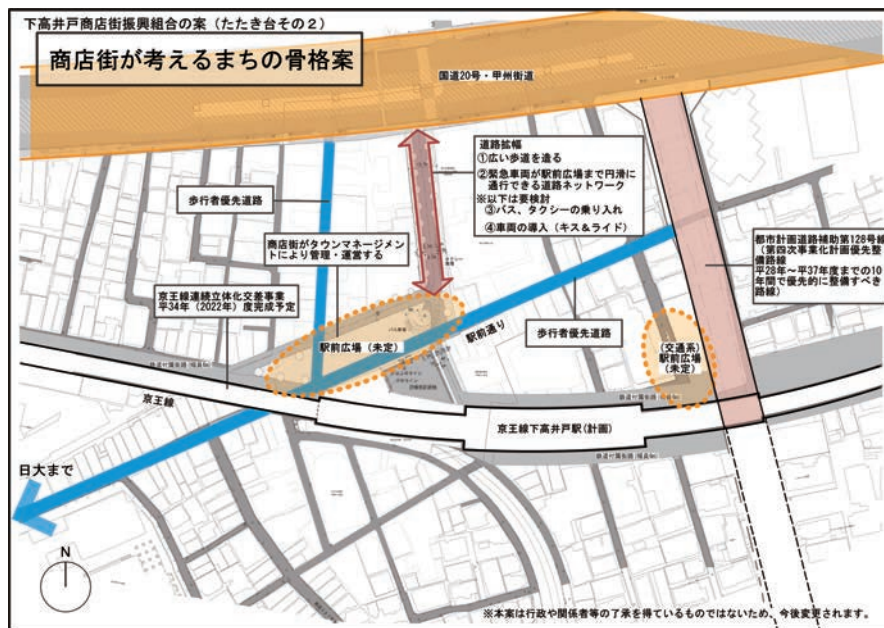 下高井戸商店街振興組合の案（たたき台その２）
商店街が考えるまちの骨格案
国道20号・甲州街道
道路拡幅
①広い歩道を造る
②緊急車両が駅前広場まで円滑に
通行できる道路ネットワーク
※以下は要検討
③バス、タクシーの乗り入れ
④車両の導入（キス＆ライド）
歩行者優先道路
商店街がタウンマネージメン
トにより管理・運営する
都市計画道路補助第128号線
（第四次事業化計画優先整
備路線
平28年～平37年度までの10
年間で優先的に整備すべき
路線）
京王線連続立体化交差事業
平34年（2022年）度完成予定
駅前広場（未定）
駅前通り
歩行者優先道路
（交通系）
駅前広場
（未定）
京王線
京王線下高井戸駅（計画）
日大まで
N
※本案は行政や関係者等の了承を得ているものではないため、今後変更されます。